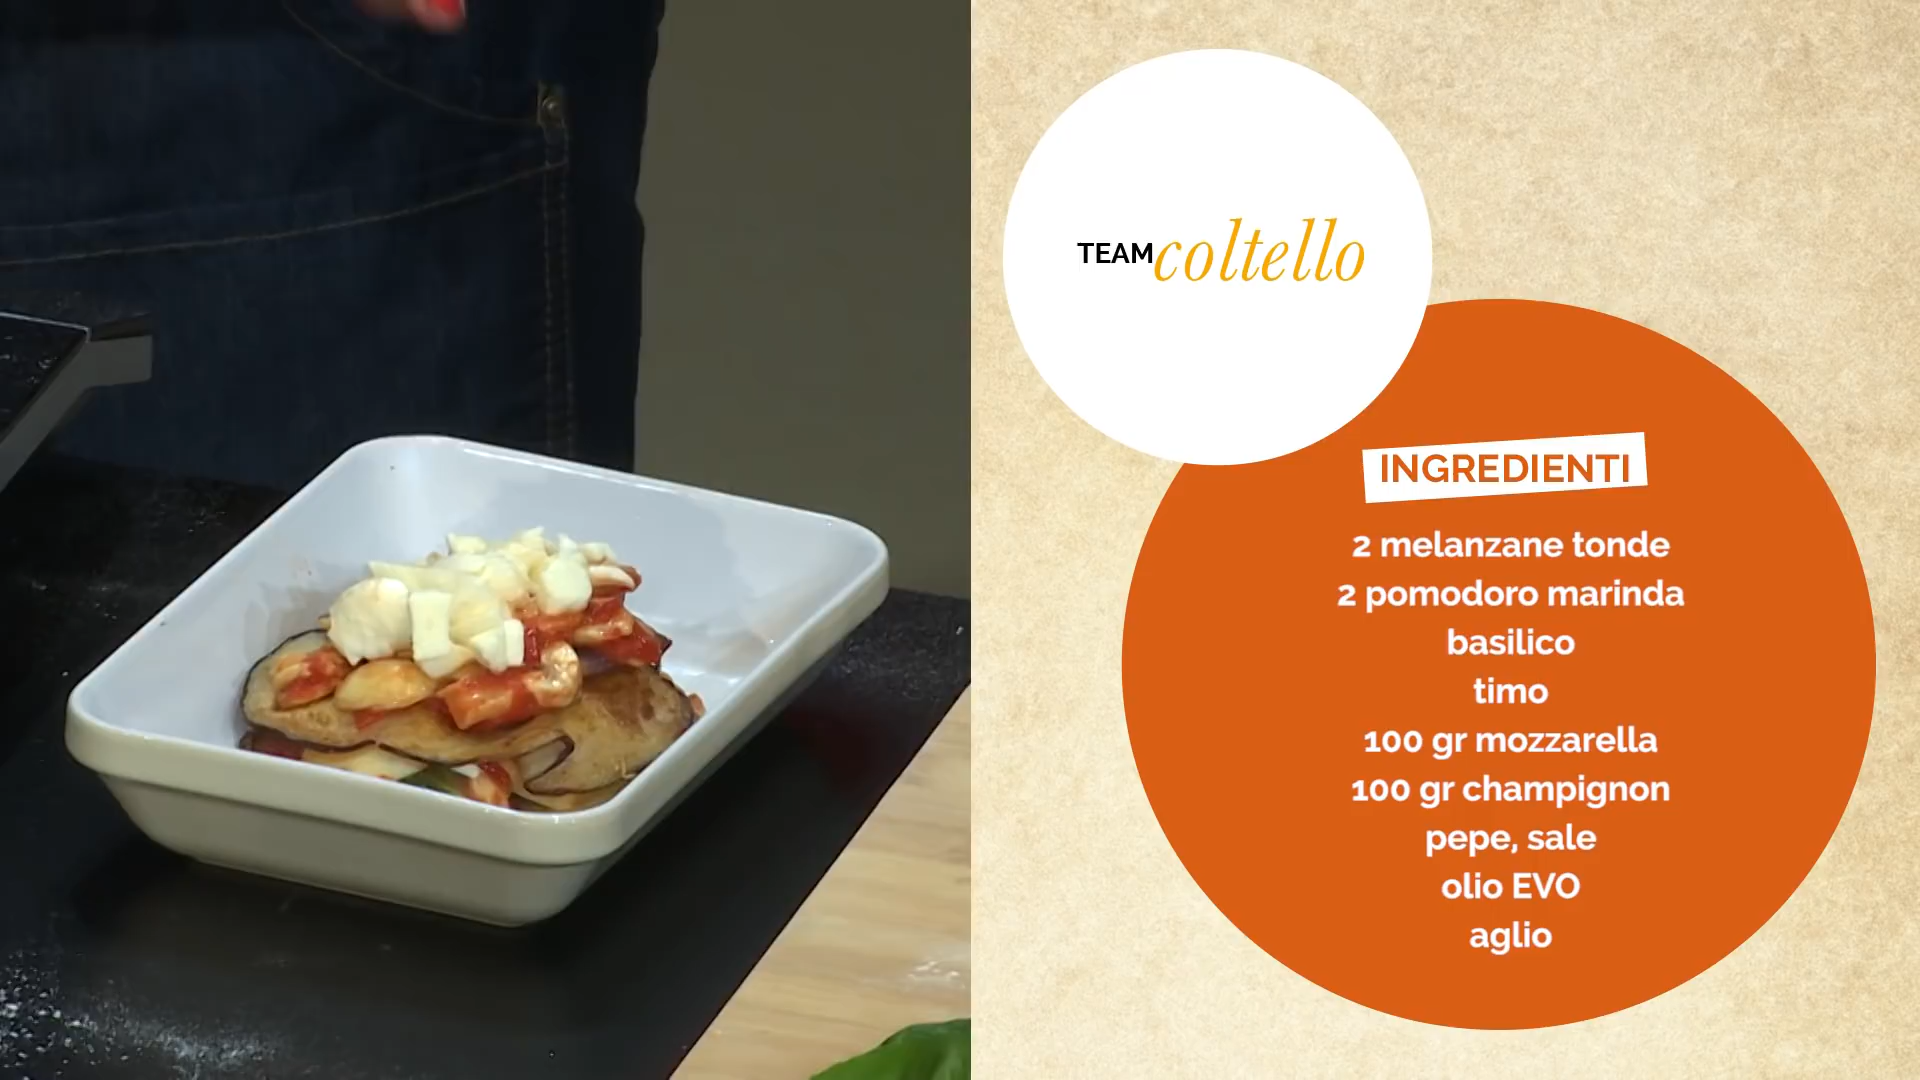 TEAM coltello
INGREDIENTI
2 melanzane tonde
2 pomodoro marinda
basilico
timo
100 gr mozzarella
100 gr champignon
pepe, sale
olio EVO
aglio